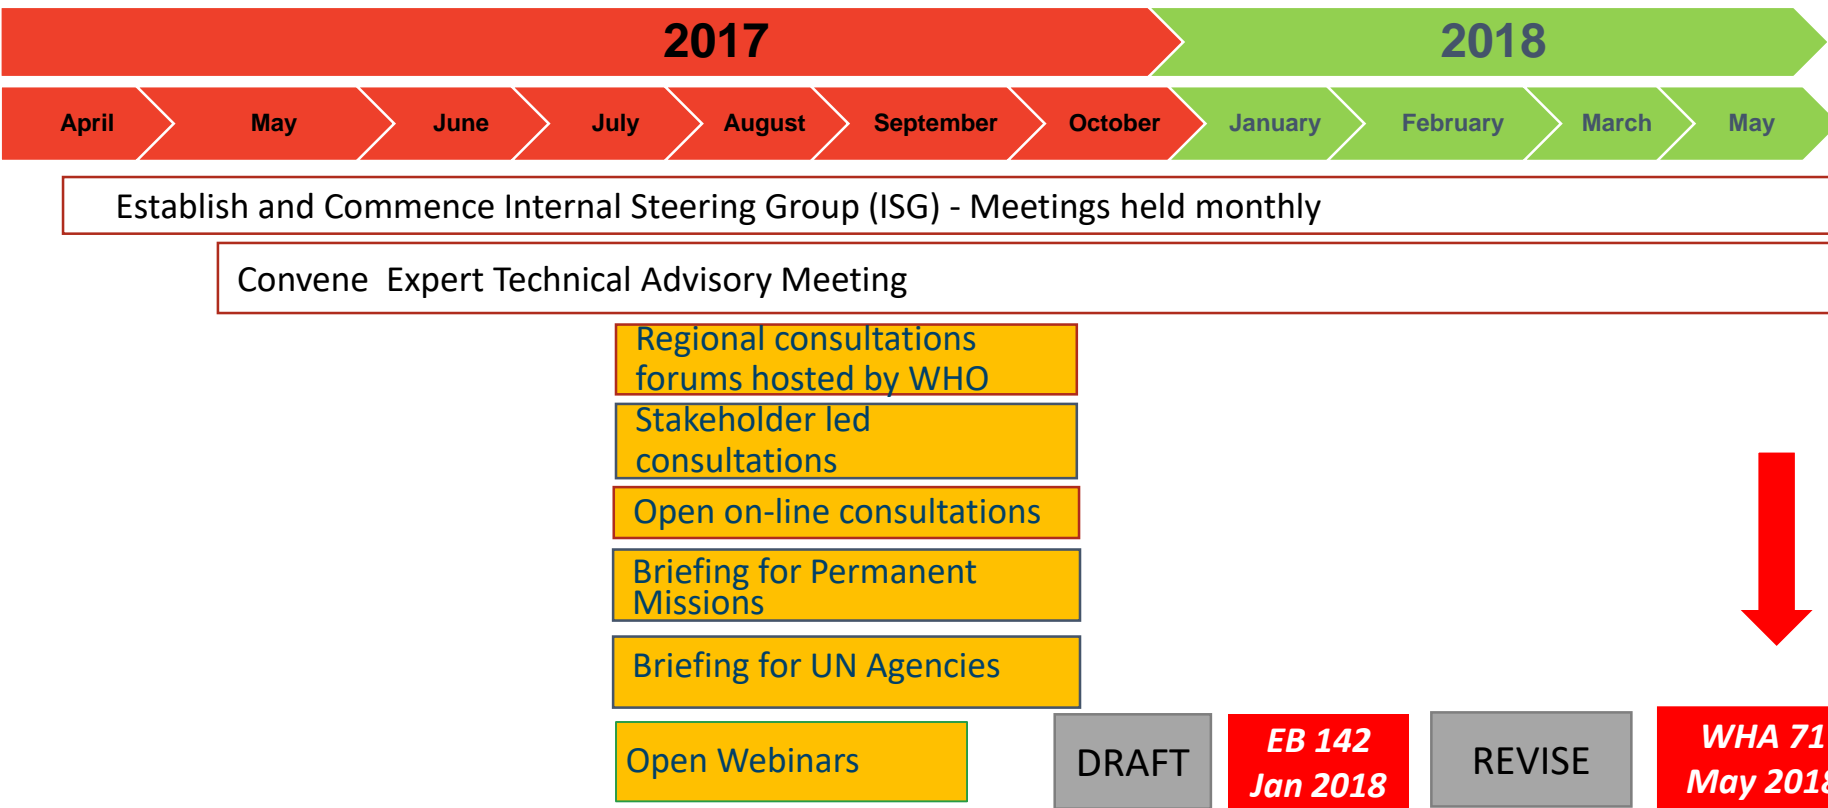 2017 2018
April May June July August September October January February March May
Establish and Commence Internal Steering Group (ISG) - Meetings held monthly
Convene Expert Technical Advisory Meeting
Regional consultations
forums hosted by WHO
Stakeholder led
consultations
Open on-line consultations
Briefing for Permanent
Missions
Briefing for UN Agencies
Open Webinars
DRAFT
EB 142
Jan 2018
REVISE
WHA 71
May 2018